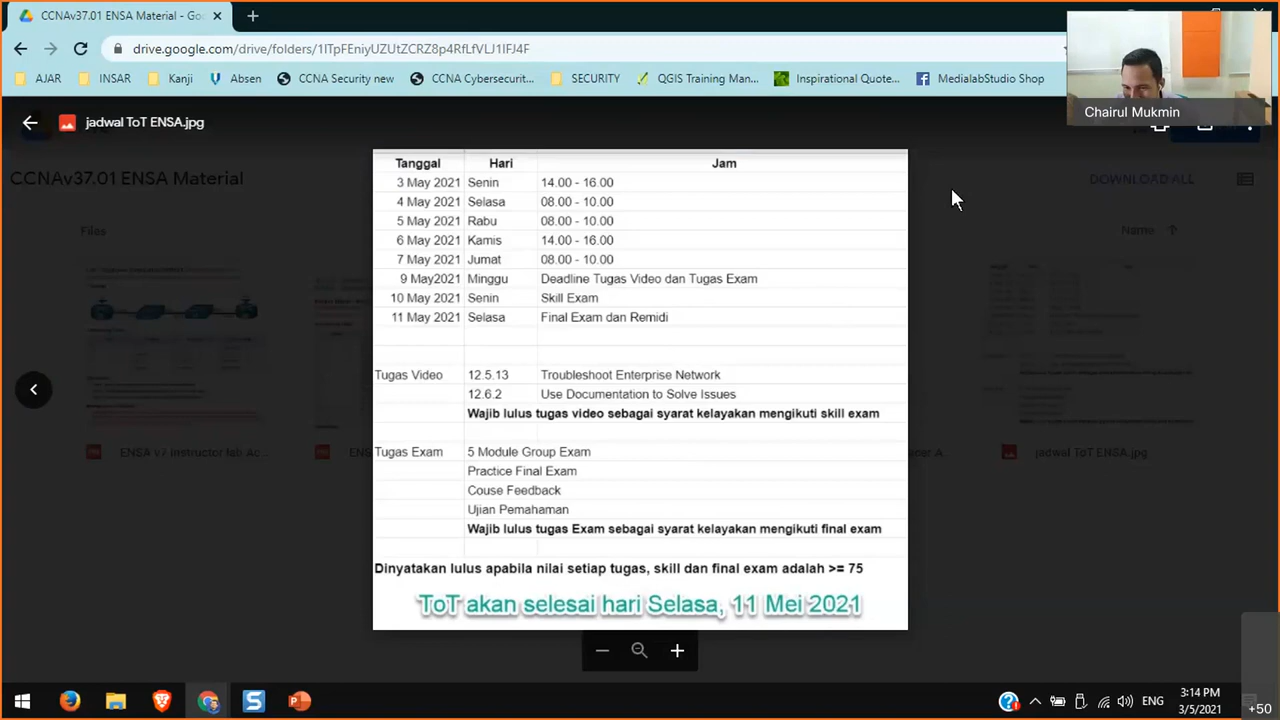 CCNAv37.01 ENSA Material - Goo
drive.google.com/drive/folders/1lTpFEniyUZUtZCRZ8p4RfLfVLJ1lFJ4F
AJAR INSAR Kanji Absen CCNA Security new CCNA Cybersecurit... SECURITY QGIS Training Man... Inspirational Quote... MedialabStudio Shop
Chairul Mukmin
jadwal ToT ENSA.jpg
CCNAv37.01 ENSA Material
DOWNLOAD ALL
Files
Name
Tanggal Hari Jam
3 May 2021 Senin 14.00 - 16.00
4 May 2021 Selasa 08.00 - 10.00
5 May 2021 Rabu 08.00 - 10.00
6 May 2021 Kamis 14.00 - 16.00
7 May 2021 Jumat 08.00 - 10.00
9 May2021 Minggu Deadline Tugas Video dan Tugas Exam
10 May 2021 Senin Skill Exam
11 May 2021 Selasa Final Exam dan Remidi
Tugas Video 12.5.13 Troubleshoot Enterprise Network
12.6.2 Use Documentation to Solve Issues
Wajib lulus tugas video sebagai syarat kelayakan mengikuti skill exam
Tugas Exam 5 Module Group Exam
Practice Final Exam
Couse Feedback
Ujian Pemahaman
Wajib lulus tugas Exam sebagai syarat kelayakan mengikuti final exam
Dinyatakan lulus apabila nilai setiap tugas, skill dan final exam adalah >= 75
ToT akan selesai hari Selasa, 11 Mei 2021
ENSA v7 Instructor lab Ac...
jadwal ToT ENSA.jpg
ENG
3:14 PM
3/5/2021
+50